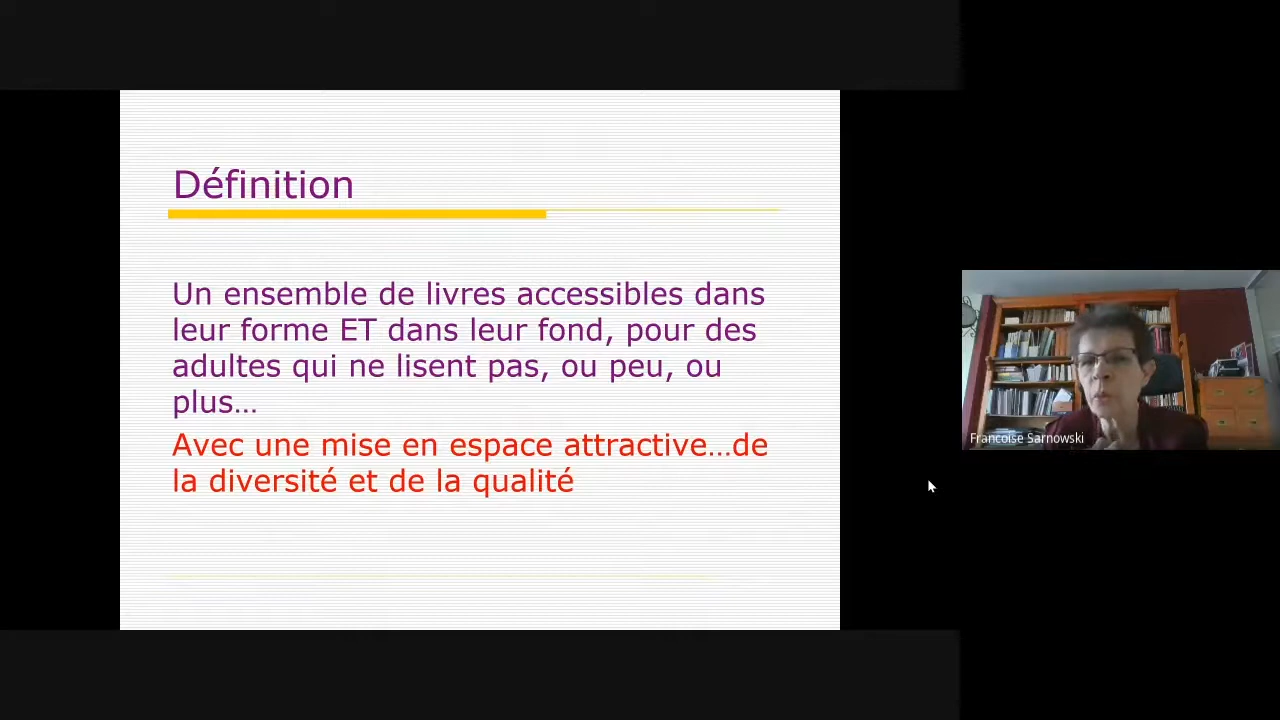 Définition
Un ensemble de livres accessibles dans
leur forme ET dans leur fond, pour des
adultes qui ne lisent pas, ou peu, ou
plus…
Avec une mise en espace attractive…de
la diversité et de la qualité
Francoise Sarnowski